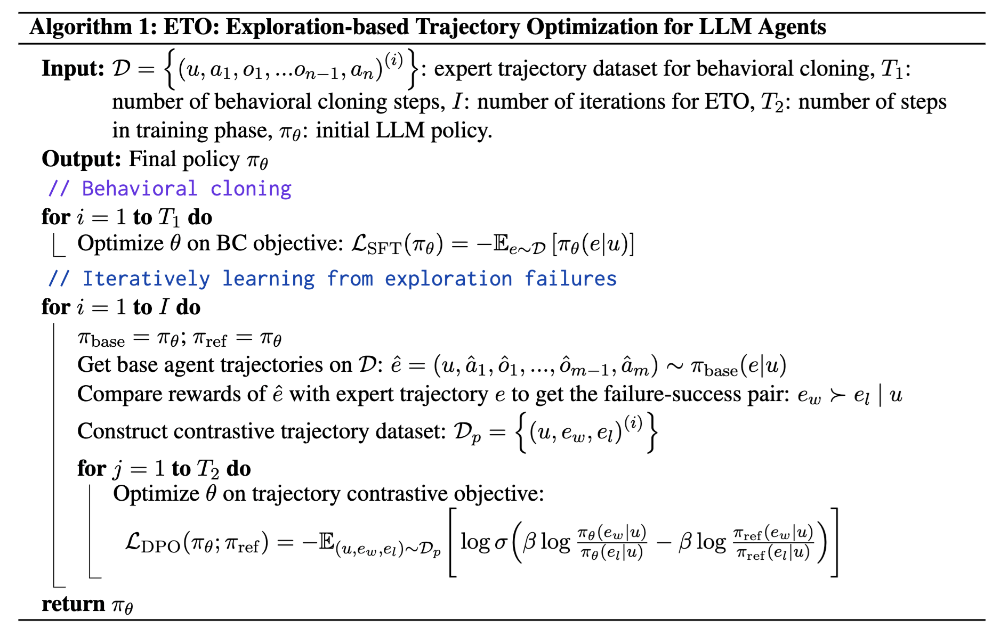 Algorithm 1: ETO: Exploration-based Trajectory Optimization for LLM Agents
Input: $\mathcal{D} = \left\{(u, a_1, o_1, ...o_{n-1}, a_n)^{(i)}\right\}$: expert trajectory dataset for behavioral cloning, $T_1$:
number of behavioral cloning steps, $I$: number of iterations for ETO, $T_2$: number of steps
in training phase, $\pi_\theta$: initial LLM policy.
Output: Final policy $\pi_\theta$
// Behavioral cloning
for $i = 1$ to $T_1$ do
Optimize $\theta$ on BC objective: $\mathcal{L}_{\text{SFT}}(\pi_\theta) = -\mathbb{E}_{e \sim \mathcal{D}} [\pi_\theta(e|u)]$
// Iteratively learning from exploration failures
for $i = 1$ to $I$ do
$\pi_{\text{base}} = \pi_\theta; \pi_{\text{ref}} = \pi_\theta$
Get base agent trajectories on $\mathcal{D}$: $\hat{e} = (u, \hat{a}_1, \hat{o}_1, ..., \hat{o}_{m-1}, \hat{a}_m) \sim \pi_{\text{base}}(e|u)$
Compare rewards of $\hat{e}$ with expert trajectory $e$ to get the failure-success pair: $e_w \succ e_l \mid u$
Construct contrastive trajectory dataset: $\mathcal{D}_p = \left\{(u, e_w, e_l)^{(i)}\right\}$
for $j = 1$ to $T_2$ do
Optimize $\theta$ on trajectory contrastive objective:
$\mathcal{L}_{\text{DPO}}(\pi_\theta; \pi_{\text{ref}}) = -\mathbb{E}_{(u, e_w, e_l) \sim \mathcal{D}_p} \left[ \log \sigma \left( \beta \log \frac{\pi_\theta(e_w|u)}{\pi_\theta(e_l|u)} - \beta \log \frac{\pi_{\text{ref}}(e_w|u)}{\pi_{\text{ref}}(e_l|u)} \right) \right]$
return $\pi_\theta$